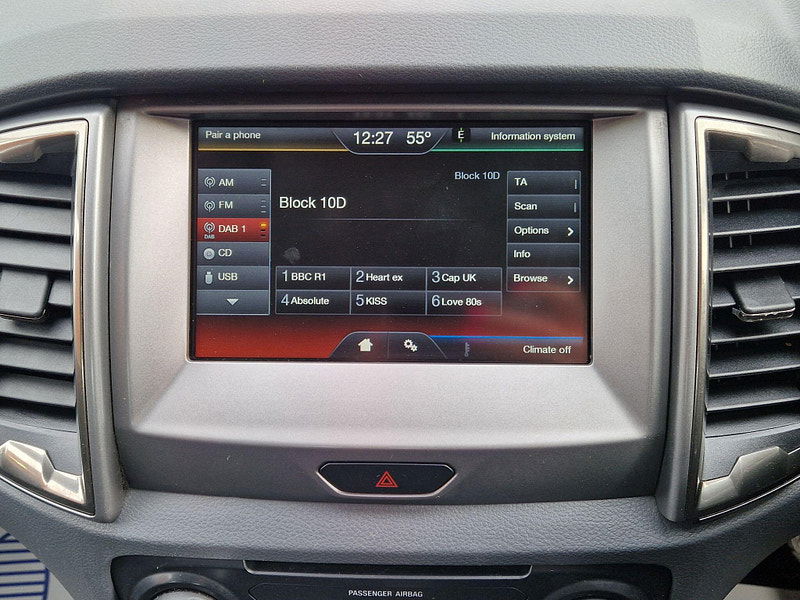 Pair a phone
12:27 55°
Information system
AM
FM
DAB 1
DAB
CD
USB
Block 10D
Block 10D
1 BBC R1
2 Heart ex
3 Cap UK
4 Absolute
5 KISS
6 Love 80s
TA
Scan
Options
Info
Browse
Climate off
PASSENGER AIRBAG